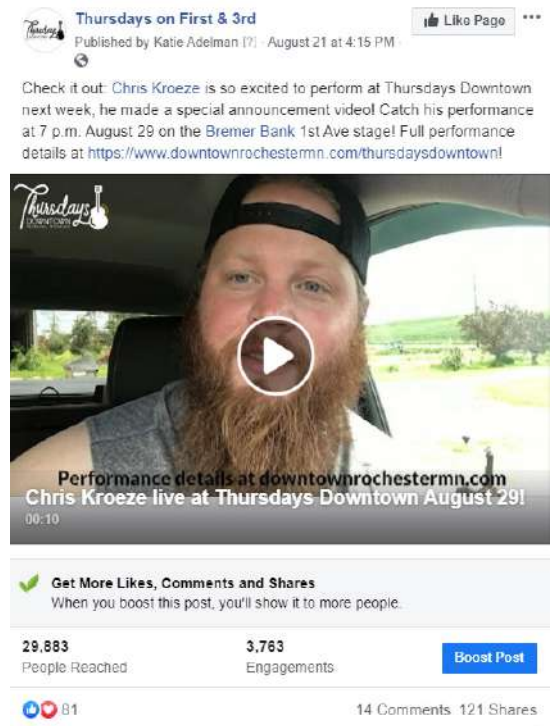 Thursdays on First & 3rd
Like Page
Published by Katie Adelman [?] · August 21 at 4:15 PM ·
Check it out: Chris Kroeze is so excited to perform at Thursdays Downtown
next week, he made a special announcement video! Catch his performance
at 7 p.m. August 29 on the Bremer Bank 1st Ave stage! Full performance
details at https://www.downtownrochestermn.com/thursdaysdowntown!
Thursdays
DOWNTOWN
Performance details at downtownrochestermn.com
Chris Kroeze live at Thursdays Downtown August 29!
00:10
Get More Likes, Comments and Shares
When you boost this post, you'll show it to more people.
29,883
3,763
Boost Post
People Reached
Engagements
81
14 Comments 121 Shares